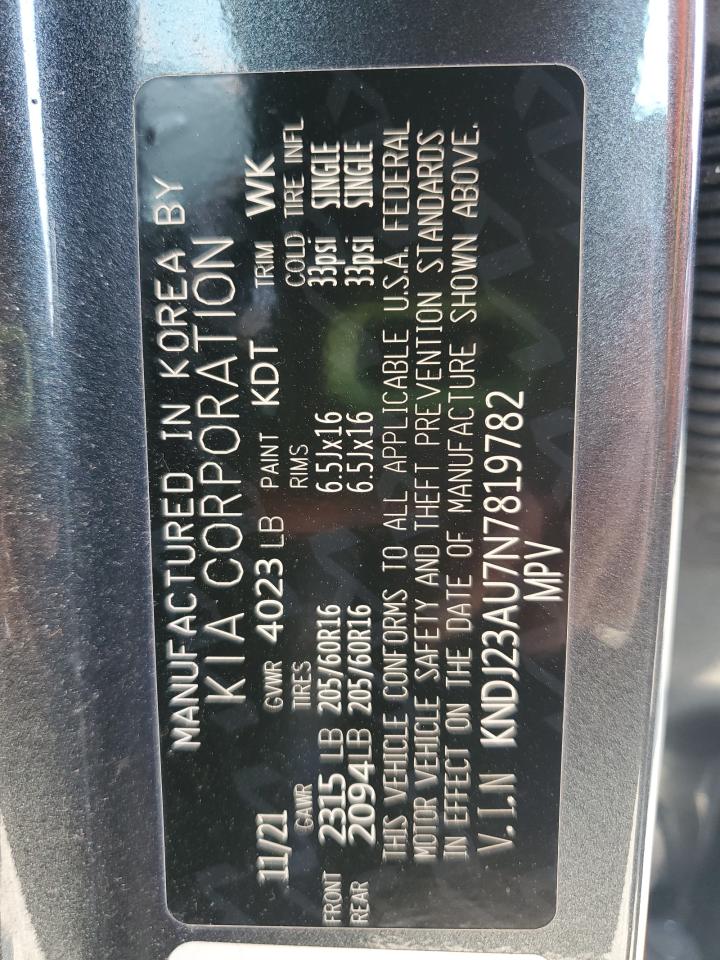 MANUFACTURED IN KOREA BY
KIA CORPORATION
11/21 GVWR 4023 LB PAINT KDT TRIM WK
GAWR TIRES RIMS COLD TIRE INFL
FRONT 2315 LB 205/60R16 6.5Jx16 33psi SINGLE
REAR 2094 LB 205/60R16 6.5Jx16 33psi SINGLE
THIS VEHICLE CONFORMS TO ALL APPLICABLE U.S.A. FEDERAL
MOTOR VEHICLE SAFETY AND THEFT PREVENTION STANDARDS
IN EFFECT ON THE DATE OF MANUFACTURE SHOWN ABOVE.
V.I.N KNDJ23AU7N7819782
MPV